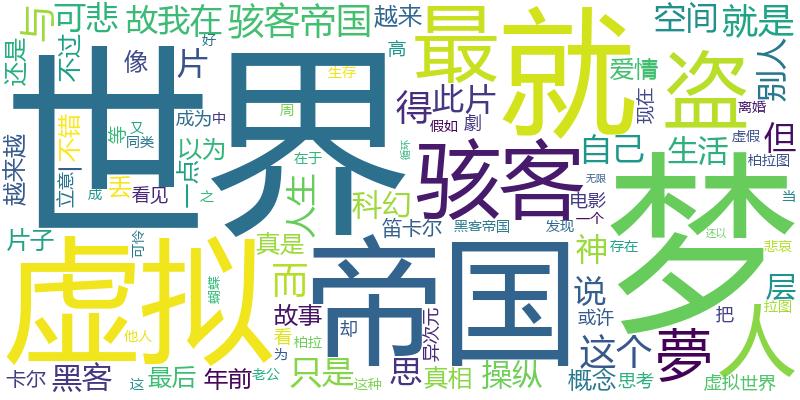 还是
与
可悲
故我在
骇客帝国
越来
空间
就是
不过
像
片
好
高
最
就
盗
别人
爱情
世界
生存
得
此片
现在
离婚
周
越来越
立意
不错
等
又
成为
中
同类
以为
假如
劇
骇客
自己
生活
但
虚假
柏拉图
成
丢
看见
之
一点
人生
在于
科幻
电影
一个
无限
梦
当
片子
可伶
真是
笛卡尔
黑客帝国
发现
神
存在
还以
悲哀
虚拟
帝国
而
蝴蝶
故事
却
异次元
说
或许
把
人
层
拉图
他人
看
为
柏拉
这个
夢
卡尔
黑客
这
最后
年前
老公
只是
这种
思
真相
操纵
概念
思考
虚拟世界